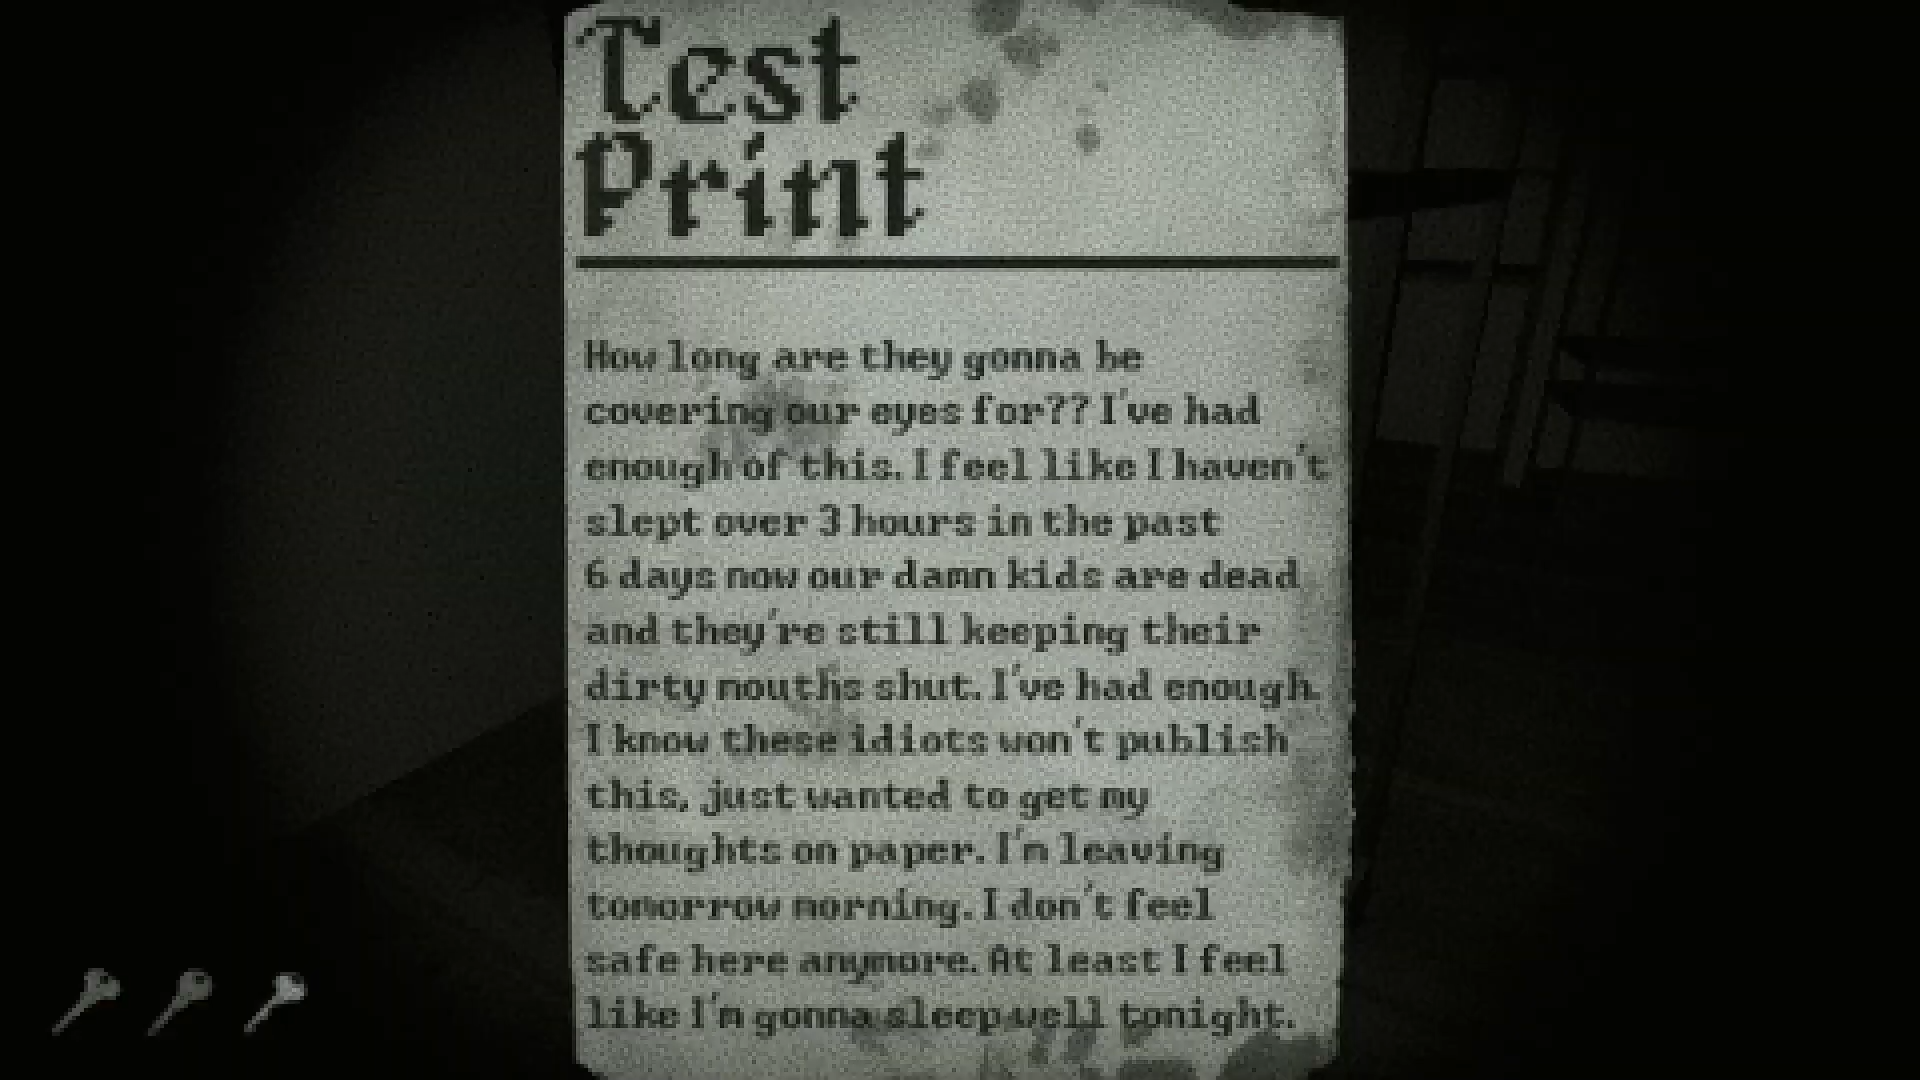 Test
Print
How long are they gonna be
covering our eyes for?? I've had
enough of this. I feel like I haven't
slept over 3 hours in the past
6 days now our damn kids are dead
and they're still keeping their
dirty mouths shut. I've had enough.
I know these idiots won't publish
this, just wanted to get my
thoughts on paper. I'm leaving
tomorrow morning. I don't feel
safe here anymore. At least I feel
like I'm gonna sleep well tonight.